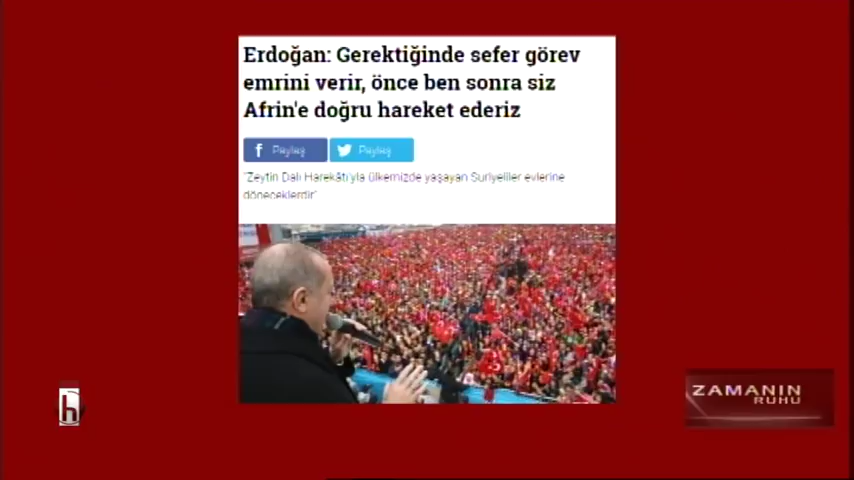 Erdoğan: Gerektiğinde sefer görev
emrini verir, önce ben sonra siz
Afrin'e doğru hareket ederiz
f Paylaş
Paylaş
"Zeytin Dalı Harekâtı'yla ülkemizde yaşayan Suriyeliler evlerine
döneceklerdir"
h
ZAMANIN
RUHU